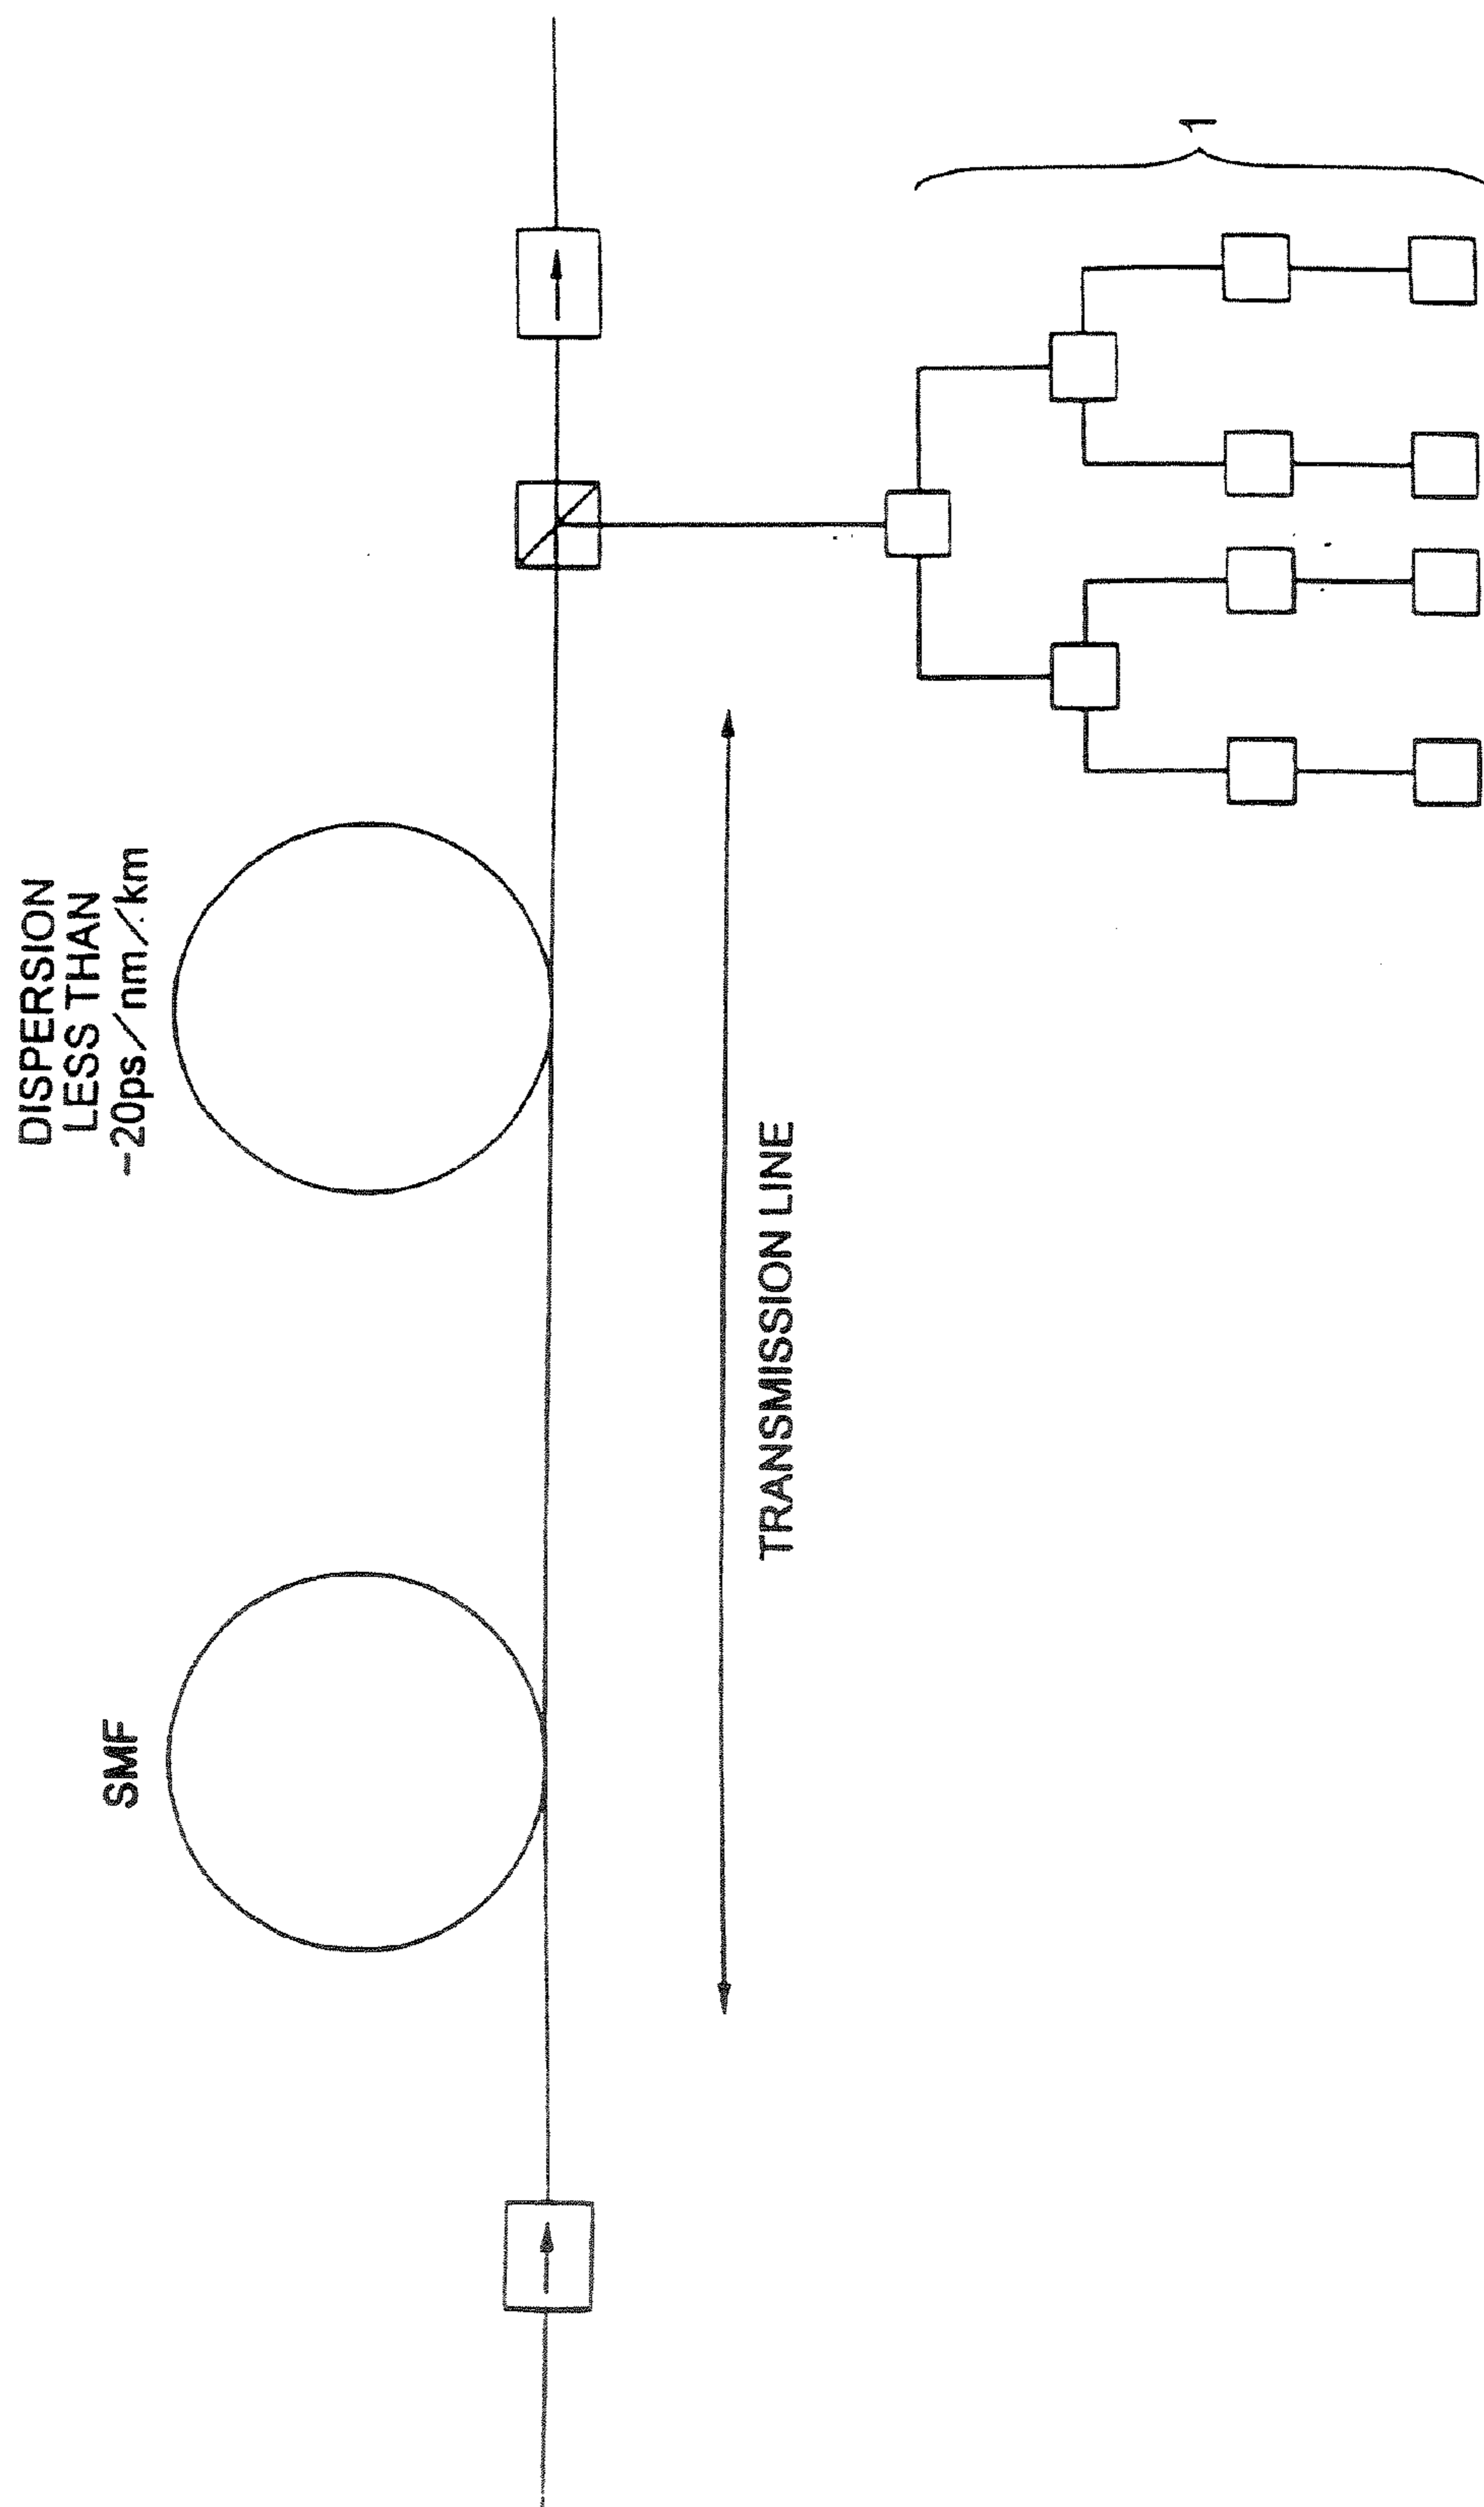 SMF
DISPERSION
LESS THAN
-20ps/nm/km
TRANSMISSION LINE
1